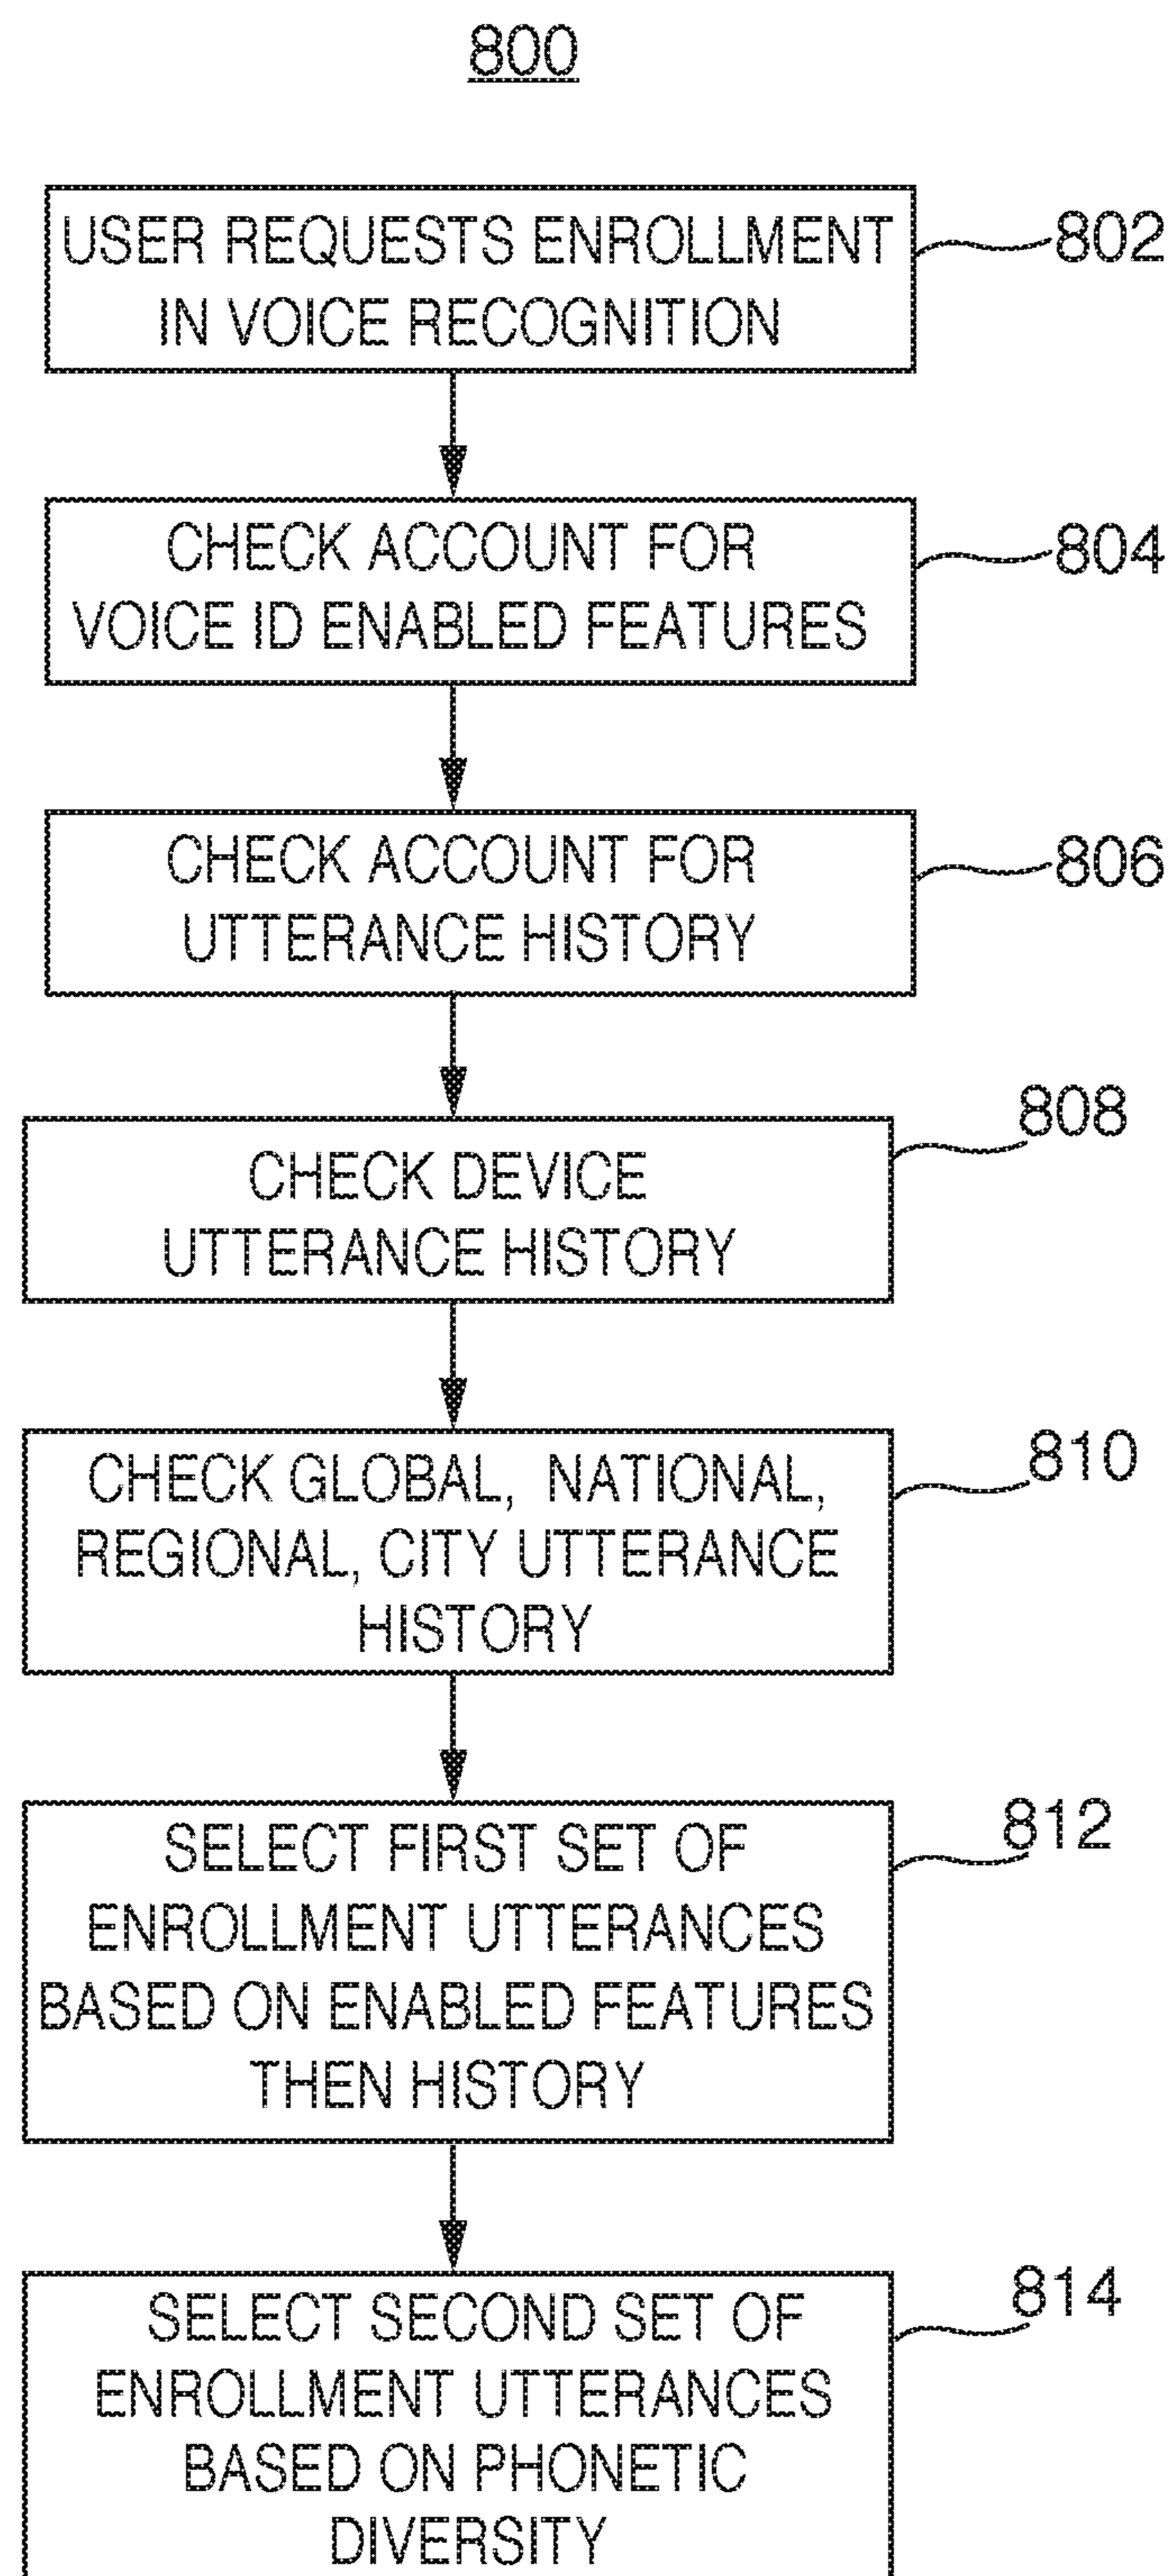 800
USER REQUESTS ENROLLMENT
IN VOICE RECOGNITION
802
CHECK ACCOUNT FOR
VOICE ID ENABLED FEATURES
804
CHECK ACCOUNT FOR
UTTERANCE HISTORY
806
CHECK DEVICE
UTTERANCE HISTORY
808
CHECK GLOBAL, NATIONAL,
REGIONAL, CITY UTTERANCE
HISTORY
810
SELECT FIRST SET OF
ENROLLMENT UTTERANCES
BASED ON ENABLED FEATURES
THEN HISTORY
812
SELECT SECOND SET OF
ENROLLMENT UTTERANCES
BASED ON PHONETIC
DIVERSITY
814